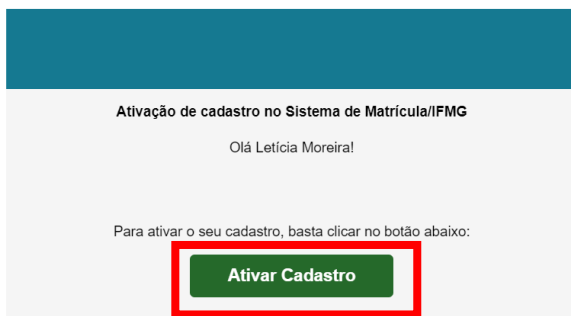 Ativação de cadastro no Sistema de Matrícula/IFMG
Olá Letícia Moreira!
Para ativar o seu cadastro, basta clicar no botão abaixo:
Ativar Cadastro